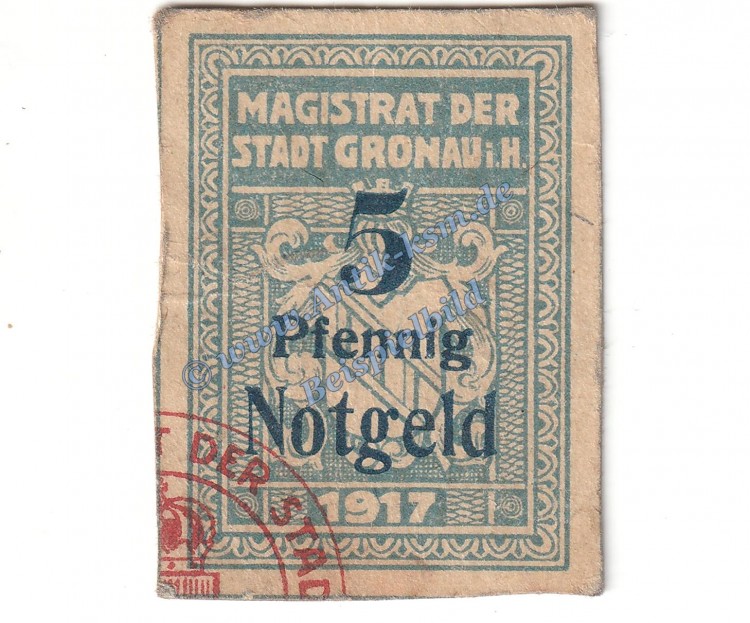 MAGISTRAT DER
STADT GRONAU i.H.
5
Pfennig
Notgeld
1917
T DER STAD
© www.Antik-ksm.de
Beispielbild